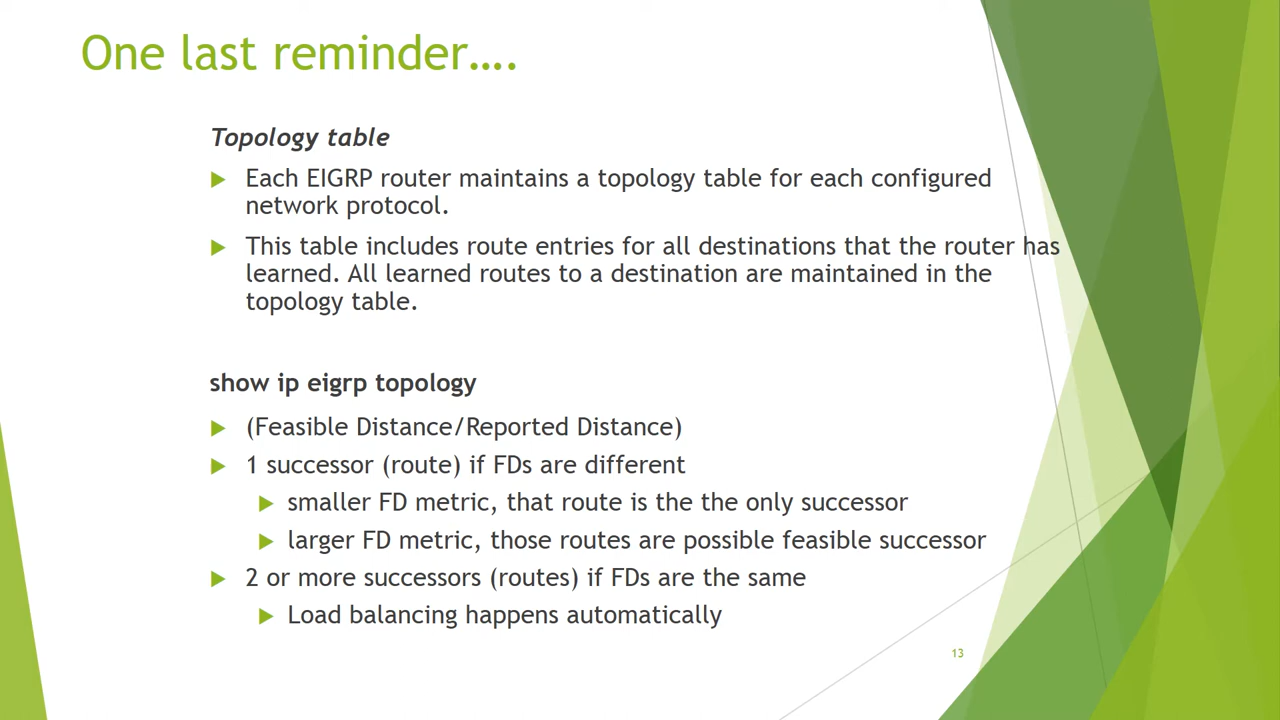 One last reminder....
Topology table
Each EIGRP router maintains a topology table for each configured
network protocol.
This table includes route entries for all destinations that the router has
learned. All learned routes to a destination are maintained in the
topology table.
show ip eigrp topology
(Feasible Distance/Reported Distance)
1 successor (route) if FDs are different
smaller FD metric, that route is the the only successor
larger FD metric, those routes are possible feasible successor
2 or more successors (routes) if FDs are the same
Load balancing happens automatically
13